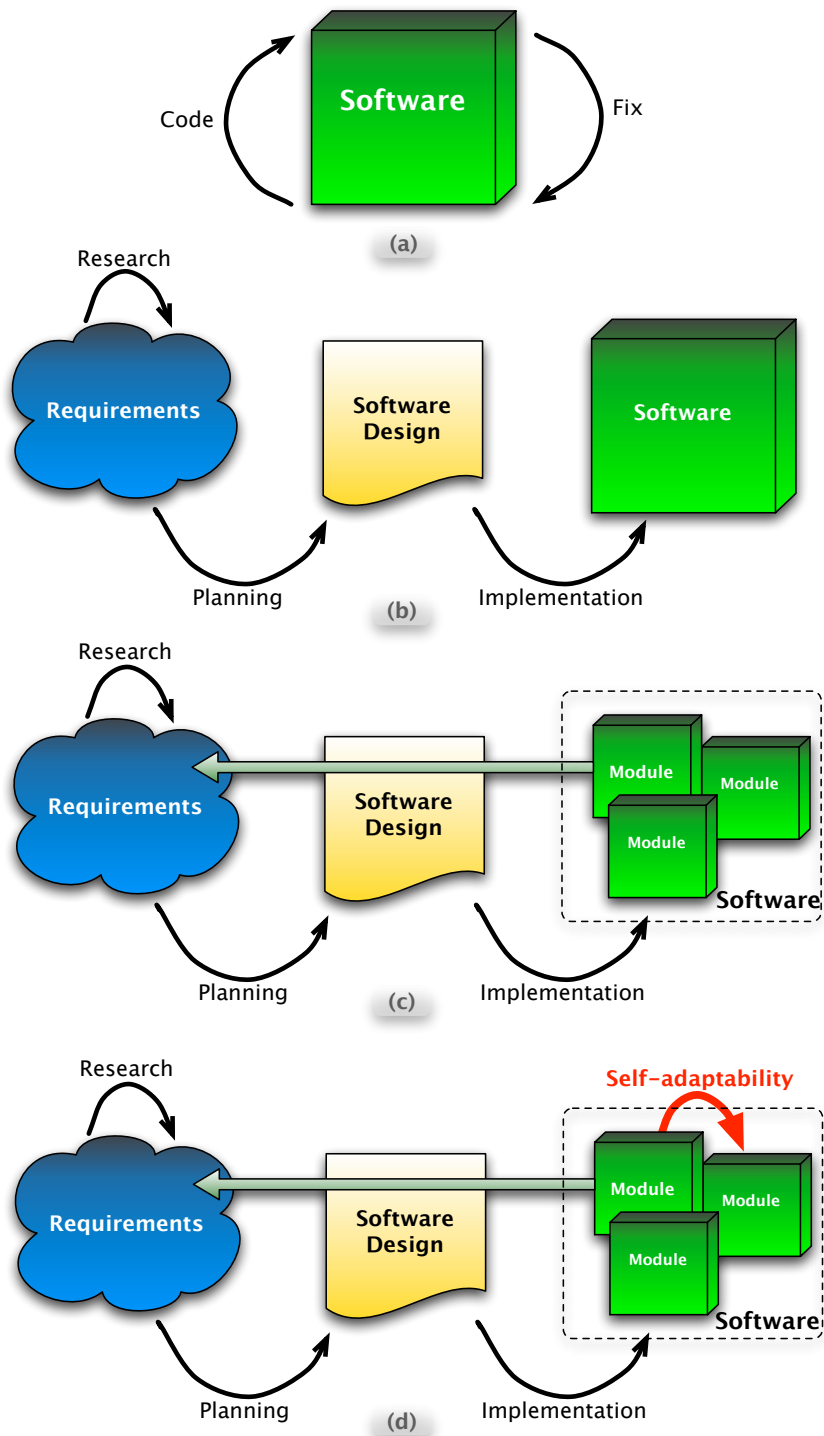 Software
Code
Fix
(a)
Research
Requirements
Software
Design
Software
Planning
Implementation
(b)
Research
Module
Module
Requirements
Software
Design
Module
Software
Planning
Implementation
(c)
Research
Self-adaptability
Module
Module
Requirements
Software
Design
Module
Software
Planning
Implementation
(d)